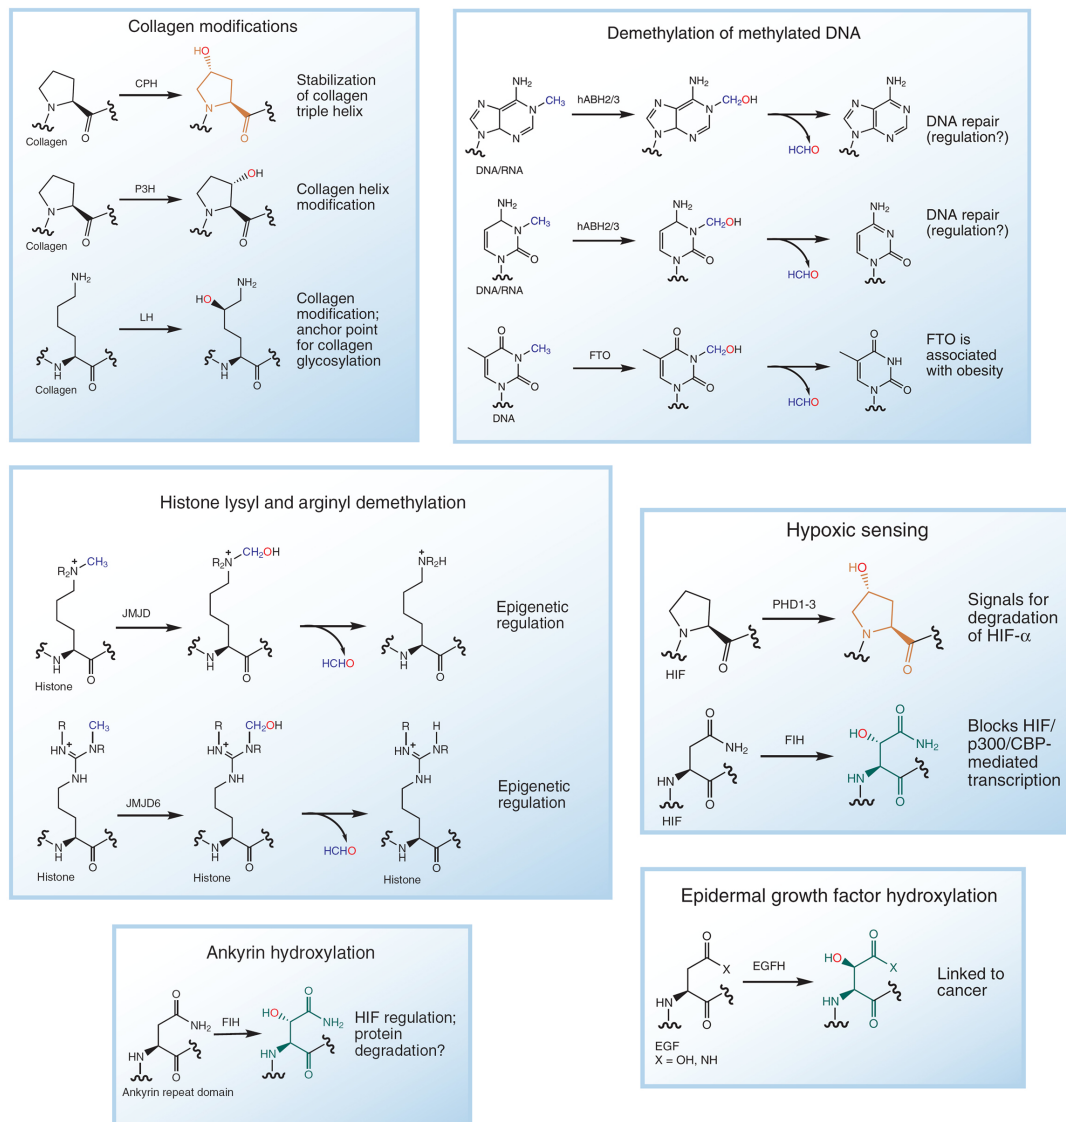 Collagen modifications
HO
CPH
N
O
Collagen
N
O
Stabilization
of collagen
triple helix
P3H
N
O
Collagen
OH
N
O
Collagen helix
modification
NH2
LH
N
H
O
Collagen
HO
NH2
N
H
O
Collagen
modification;
anchor point
for collagen
glycosylation
Demethylation of methylated DNA
NH2
N
N
CH3
N
N
DNA/RNA
hABH2/3
NH2
N
N
CH2OH
N
N
HCHO
NH2
N
N
N
N
DNA repair
(regulation?)
NH2
N
CH3
N
O
DNA/RNA
hABH2/3
NH2
N
CH2OH
N
O
HCHO
NH2
N
N
O
DNA repair
(regulation?)
O
N
CH3
N
O
DNA
FTO
O
N
CH2OH
N
O
HCHO
O
NH
N
O
FTO is
associated
with obesity
Histone lysyl and arginyl demethylation
+
R2N
CH3
N
H
O
Histone
JMJD
+
R2N
CH2OH
N
H
O
HCHO
+
NR2H
N
H
O
Epigenetic
regulation
R
CH3
+
HN
NR
NH
N
H
O
Histone
JMJD6
R
CH2OH
+
HN
NR
NH
N
H
O
Histone
HCHO
R
H
+
HN
NR
NH
N
H
O
Histone
Epigenetic
regulation
Hypoxic sensing
N
O
HIF
PHD1-3
HO
N
O
Signals for
degradation
of HIF-α
O
NH2
HN
O
HIF
FIH
O
HO
NH2
HN
O
Blocks HIF/
p300/CBP-
mediated
transcription
Ankyrin hydroxylation
O
NH2
HN
O
Ankyrin repeat domain
FIH
O
HO
NH2
HN
O
HIF regulation;
protein
degradation?
Epidermal growth factor hydroxylation
O
X
HN
O
EGF
X = OH, NH
EGFH
O
HO
X
HN
O
Linked to
cancer